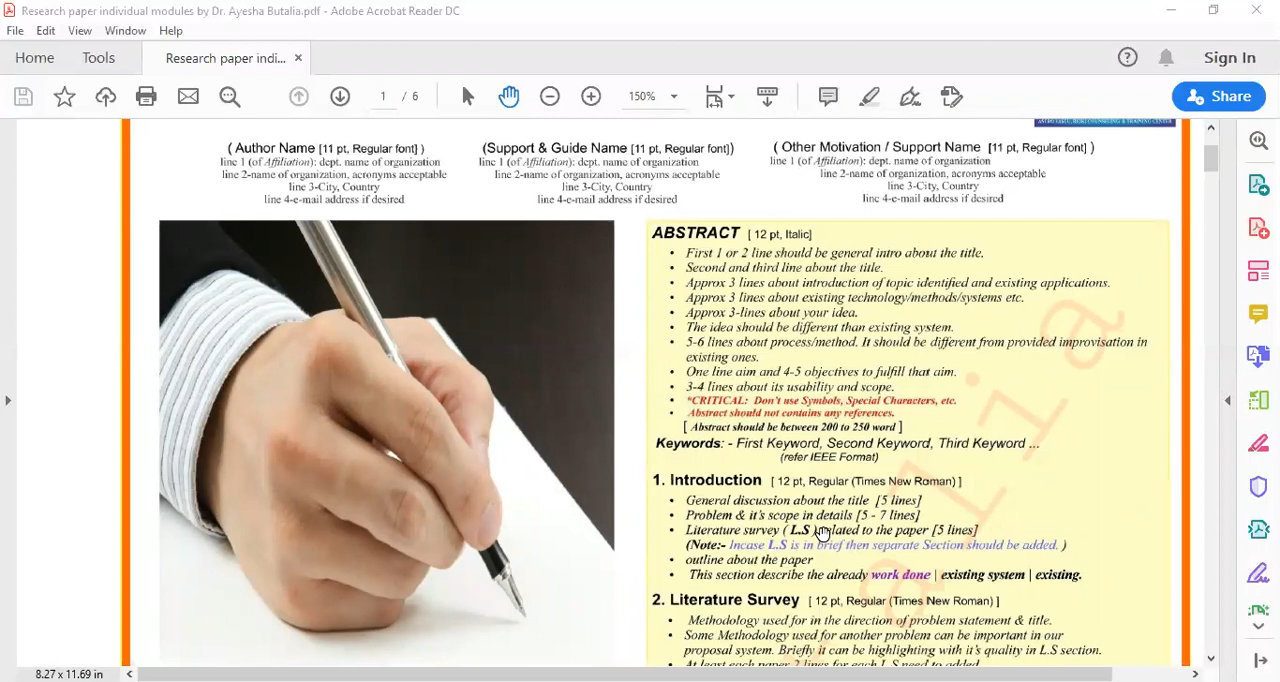 Research paper individual modules by Dr. Ayesha Butalia.pdf - Adobe Acrobat Reader DC
File Edit View Window Help
Home Tools Research paper indi... × Sign In
1 / 6 150% Share
( Author Name [11 pt, Regular font] )
line 1 (of Affiliation): dept. name of organization
line 2-name of organization, acronyms acceptable
line 3-City, Country
line 4-e-mail address if desired
(Support & Guide Name [11 pt, Regular font])
line 1 (of Affiliation): dept. name of organization
line 2-name of organization, acronyms acceptable
line 3-City, Country
line 4-e-mail address if desired
( Other Motivation / Support Name [11 pt, Regular font] )
line 1 (of Affiliation): dept. name of organization
line 2-name of organization, acronyms acceptable
line 3-City, Country
line 4-e-mail address if desired
ABSTRACT [ 12 pt, Italic]
• First 1 or 2 line should be general intro about the title.
• Second and third line about the title.
• Approx 3 lines about introduction of topic identified and existing applications.
• Approx 3 lines about existing technology/methods/systems etc.
• Approx 3-lines about your idea.
• The idea should be different than existing system.
• 5-6 lines about process/method. It should be different from provided improvisation in
existing ones.
• One line aim and 4-5 objectives to fulfill that aim.
• 3-4 lines about its usability and scope.
• *CRITICAL: Don't use Symbols, Special Characters, etc.
• Abstract should not contains any references.
[ Abstract should be between 200 to 250 word ]
Keywords: - First Keyword, Second Keyword, Third Keyword ...
(refer IEEE Format)
1. Introduction [ 12 pt, Regular (Times New Roman) ]
• General discussion about the title [5 lines]
• Problem & it's scope in details [5 - 7 lines]
• Literature survey ( L.S ) related to the paper [5 lines]
(Note:- Incase L.S is in brief then separate Section should be added. )
• outline about the paper
• This section describe the already work done | existing system | existing.
2. Literature Survey [ 12 pt, Regular (Times New Roman) ]
• Methodology used for in the direction of problem statement & title.
• Some Methodology used for another problem can be important in our
proposal system. Briefly it can be highlighting with it's quality in L.S section.
• At least each paper 2 lines for each L.S need to added
8.27 x 11.69 in